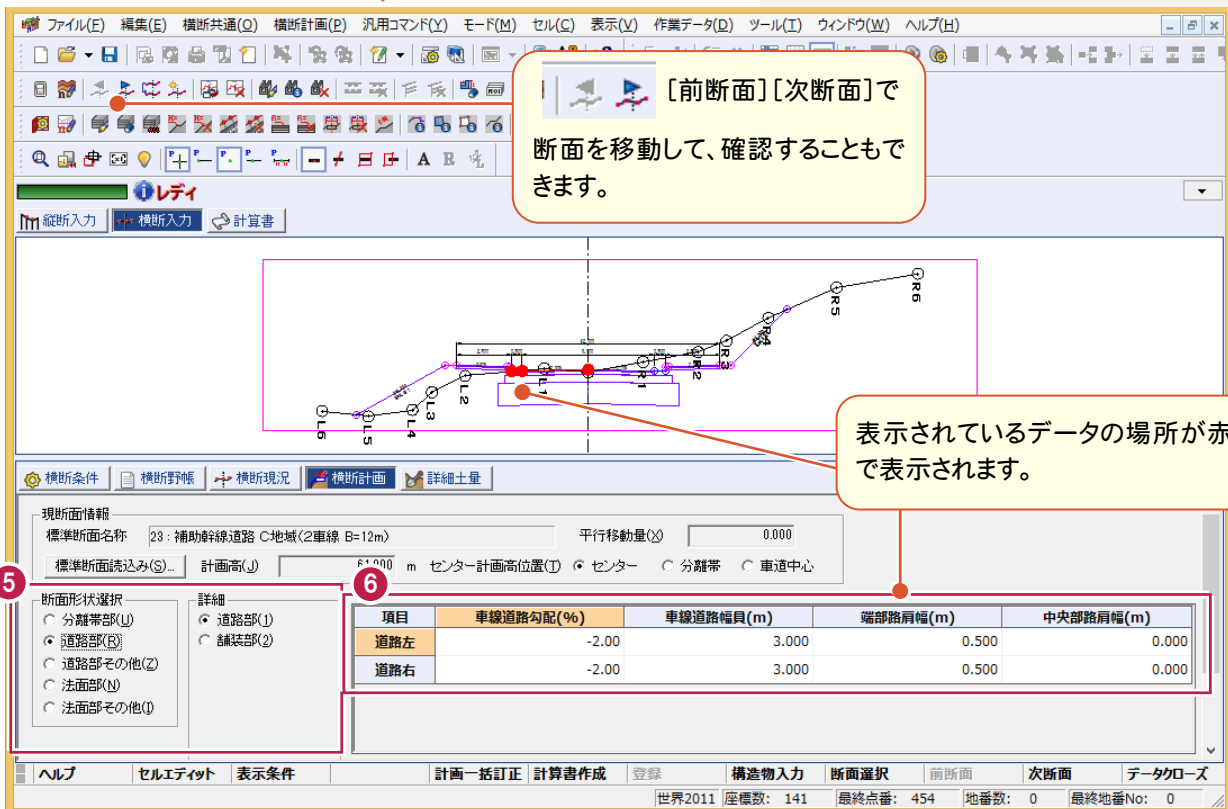 ファイル(F) 編集(E) 横断共通(O) 横断計画(P) 汎用コマンド(Y) モード(M) セル(C) 表示(V) 作業データ(D) ツール(T) ウィンドウ(W) ヘルプ(H)
[前断面][次断面]で
断面を移動して、確認することもで
きます。
レディ
縦断入力 横断入力 計算書
R6
R5
R4
R3
R2
R1
L1
L2
L3
L4
L5
L6
表示されているデータの場所が赤
で表示されます。
横断条件 横断野帳 横断現況 横断計画 詳細土量
現断面情報
標準断面名称 23:補助幹線道路 C地域(2車線 B=12m) 平行移動量(X) 0.000
標準断面読込み(S)... 計画高(J) 61.000 m センター計画高位置(T) センター 分離帯 車道中心
5
6
断面形状選択
分離帯部(U)
道路部(R)
道路部その他(Z)
法面部(N)
法面部その他(I)
詳細
道路部(1)
舗装部(2)
項目 車線道路勾配(%) 車線道路幅員(m) 端部路肩幅(m) 中央部路肩幅(m)
道路左 -2.00 3.000 0.500 0.000
道路右 -2.00 3.000 0.500 0.000
ヘルプ セルエディット 表示条件 計画一括訂正 計算書作成 登録 構造物入力 断面選択 前断面 次断面 データクローズ
世界2011 座標数: 141 最終点番: 454 地番数: 0 最終地番No: 0